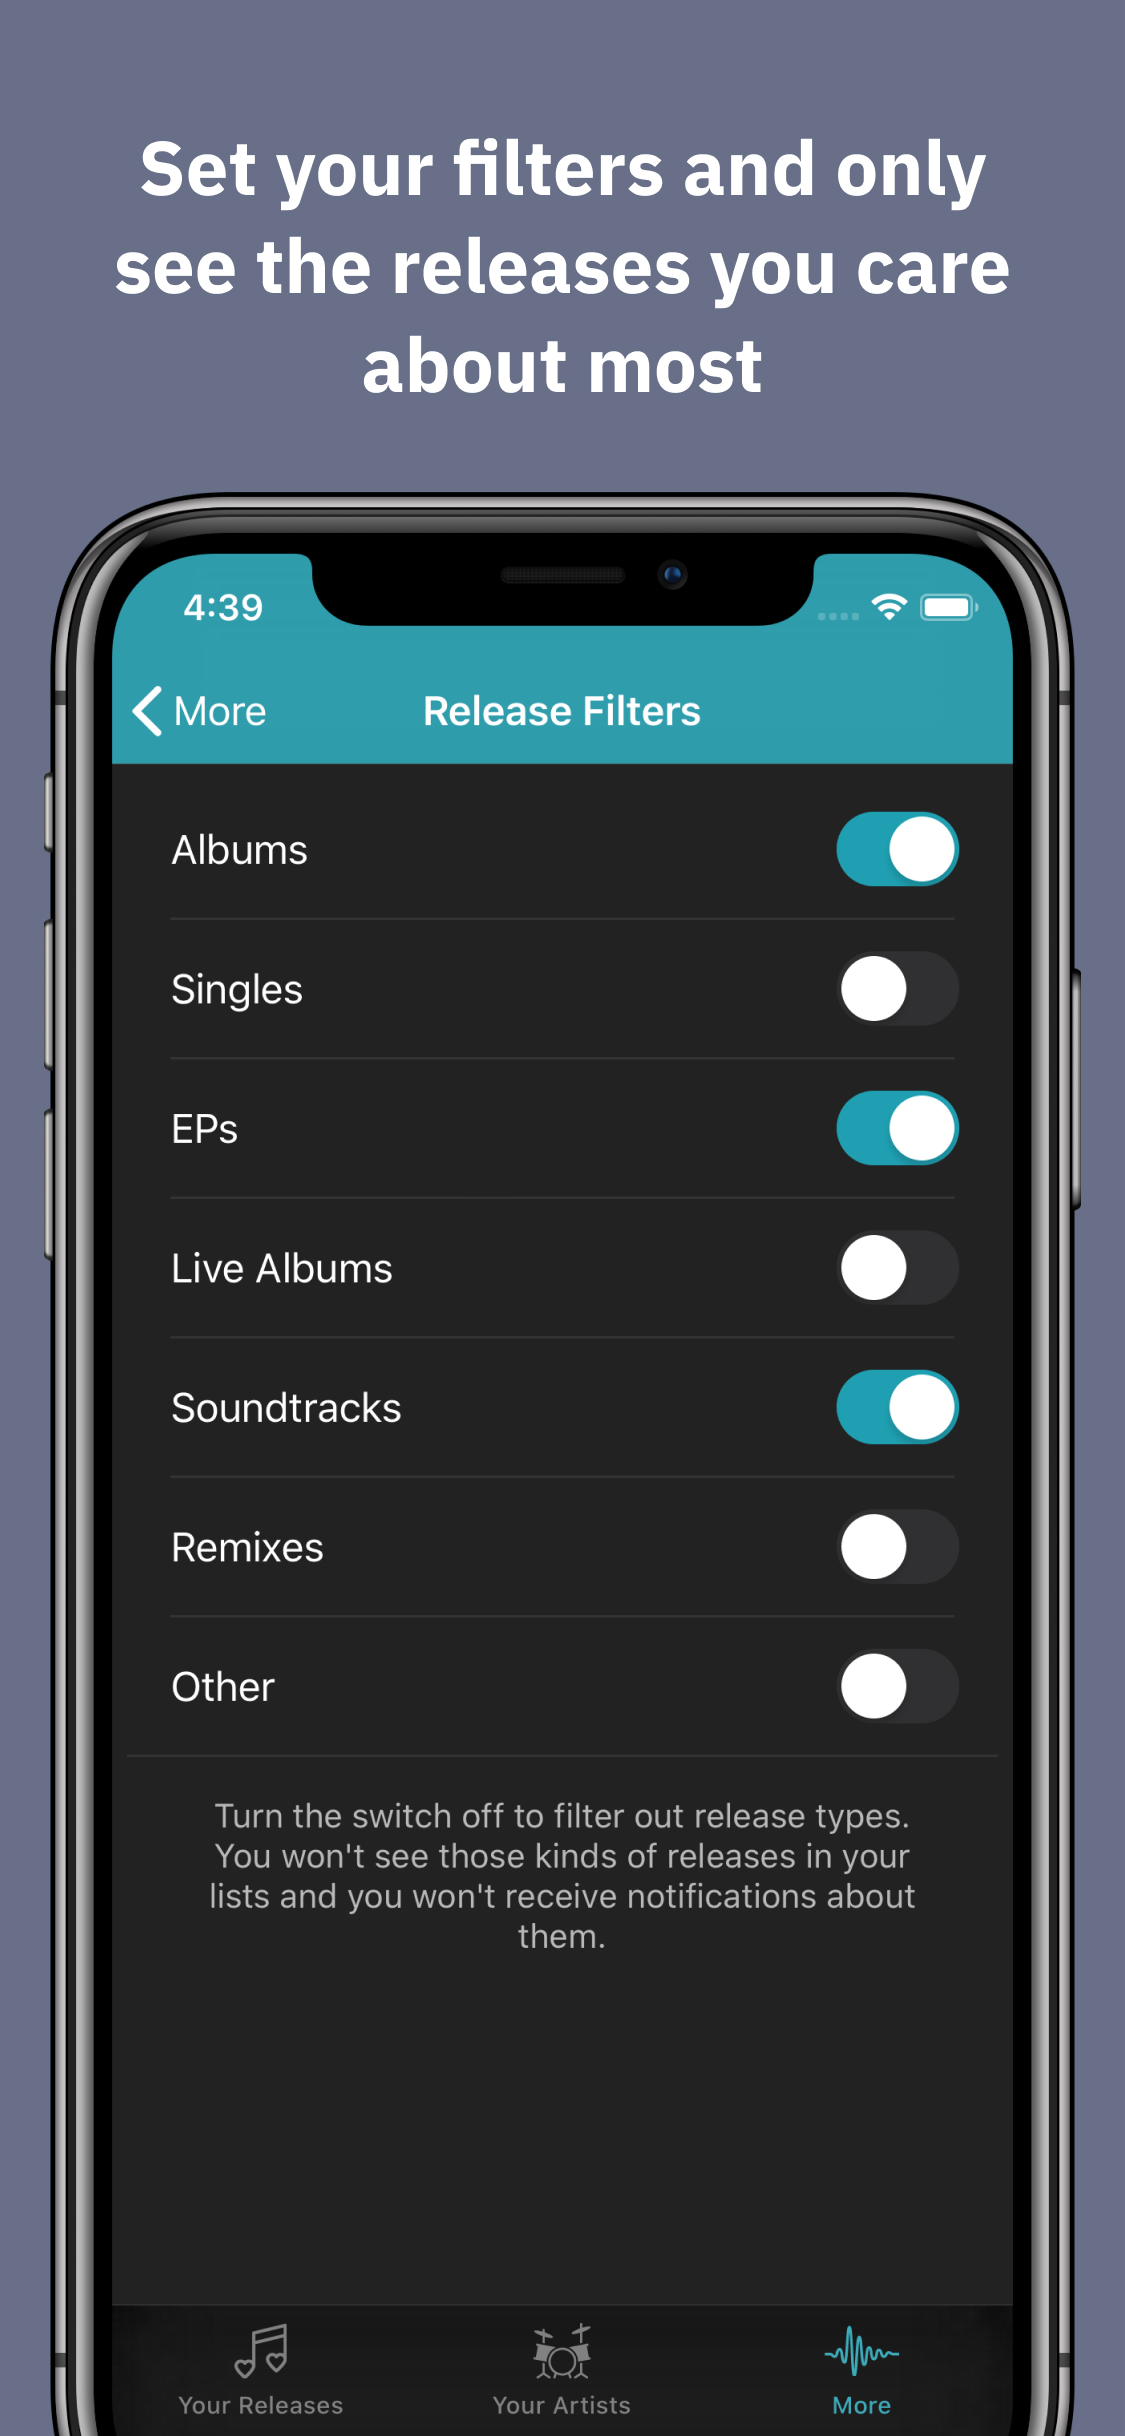 Set your filters and only
see the releases you care
about most
4:39
More
Release Filters
Albums
Singles
EPs
Live Albums
Soundtracks
Remixes
Other
Turn the switch off to filter out release types.
You won't see those kinds of releases in your
lists and you won't receive notifications about
them.
Your Releases
Your Artists
More